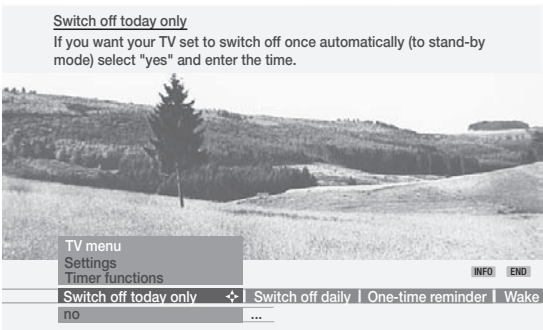 Switch off today only
If you want your TV set to switch off once automatically (to stand-by
mode) select "yes" and enter the time.
TV menu
Settings
Timer functions
INFO END
Switch off today only Switch off daily One-time reminder Wake
no ...